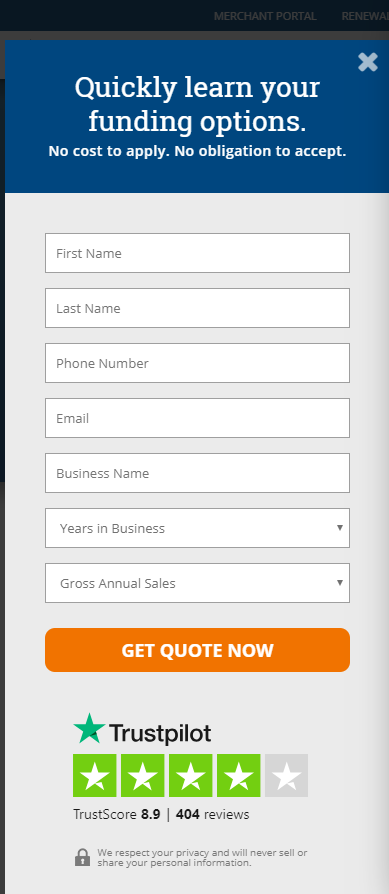 MERCHANT PORTAL RENEWA
Quickly learn your
funding options.
No cost to apply. No obligation to accept.
First Name
Last Name
Phone Number
Email
Business Name
Years in Business
Gross Annual Sales
GET QUOTE NOW
Trustpilot
TrustScore 8.9 | 404 reviews
We respect your privacy and will never sell or
share your personal information.